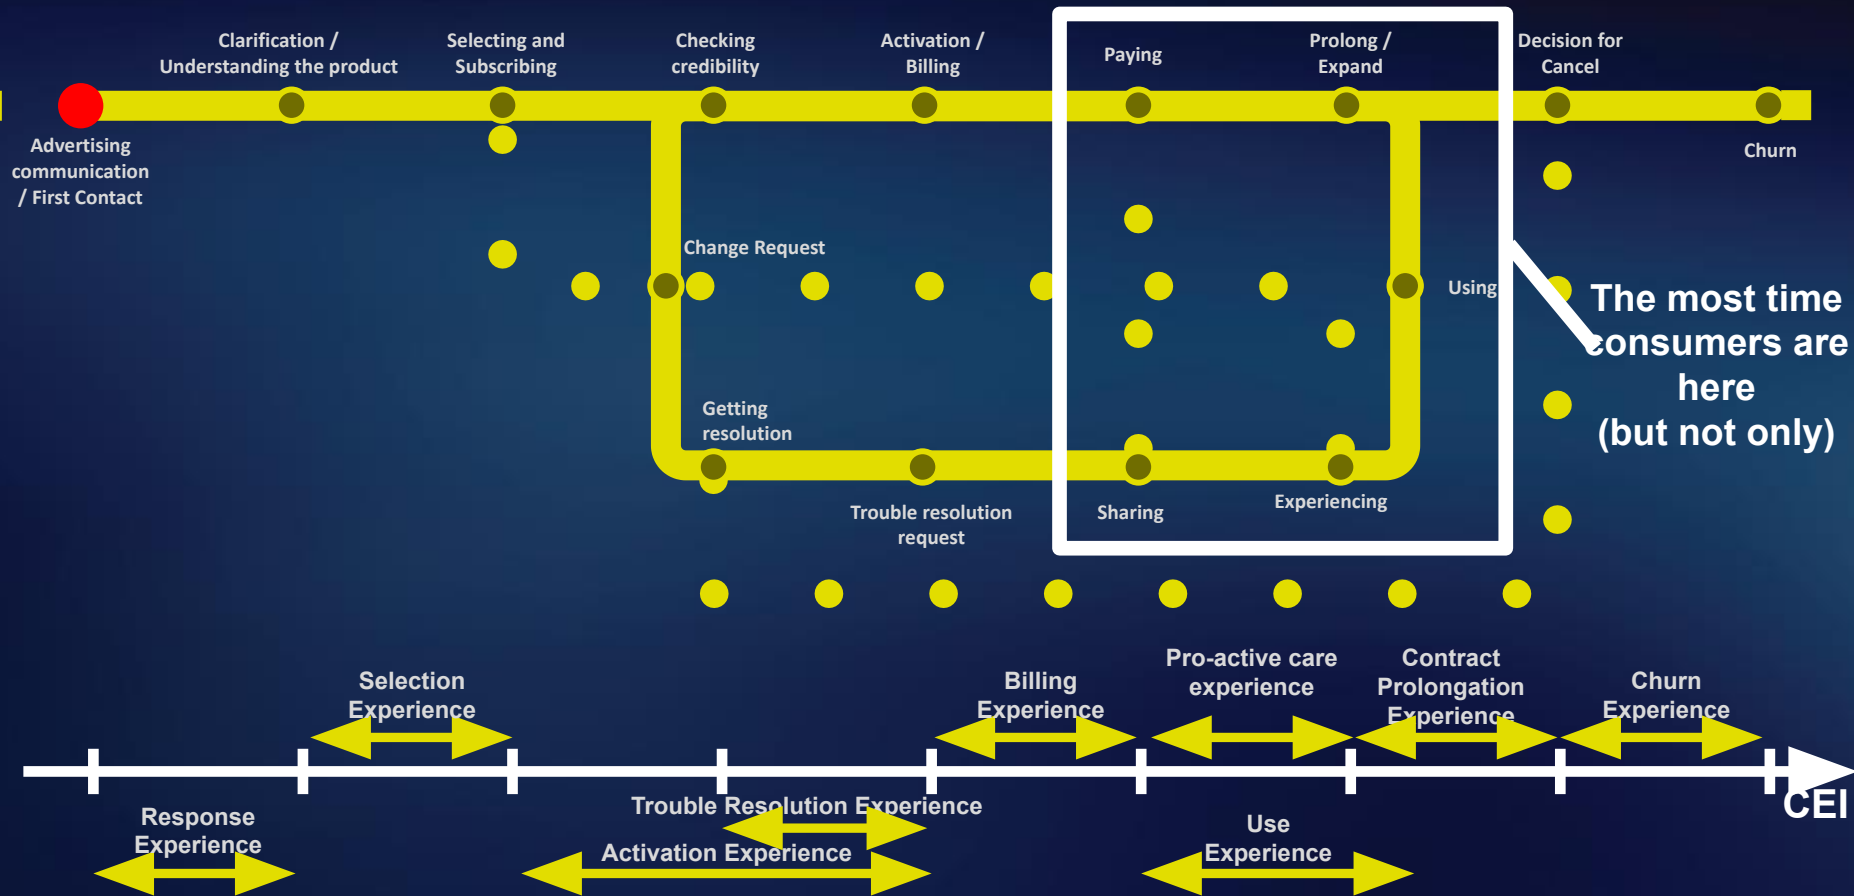 Clarification /
Understanding the product
Selecting and
Subscribing
Checking
credibility
Activation /
Billing
Paying
Prolong /
Expand
Decision for
Cancel
Advertising
communication
/ First Contact
Churn
Change Request
Using
The most time
consumers are
here
(but not only)
Getting
resolution
Trouble resolution
request
Sharing
Experiencing
Selection
Experience
Billing
Experience
Pro-active care
experience
Contract
Prolongation
Experience
Churn
Experience
CEI
Response
Experience
Trouble Resolution Experience
Activation Experience
Use
Experience